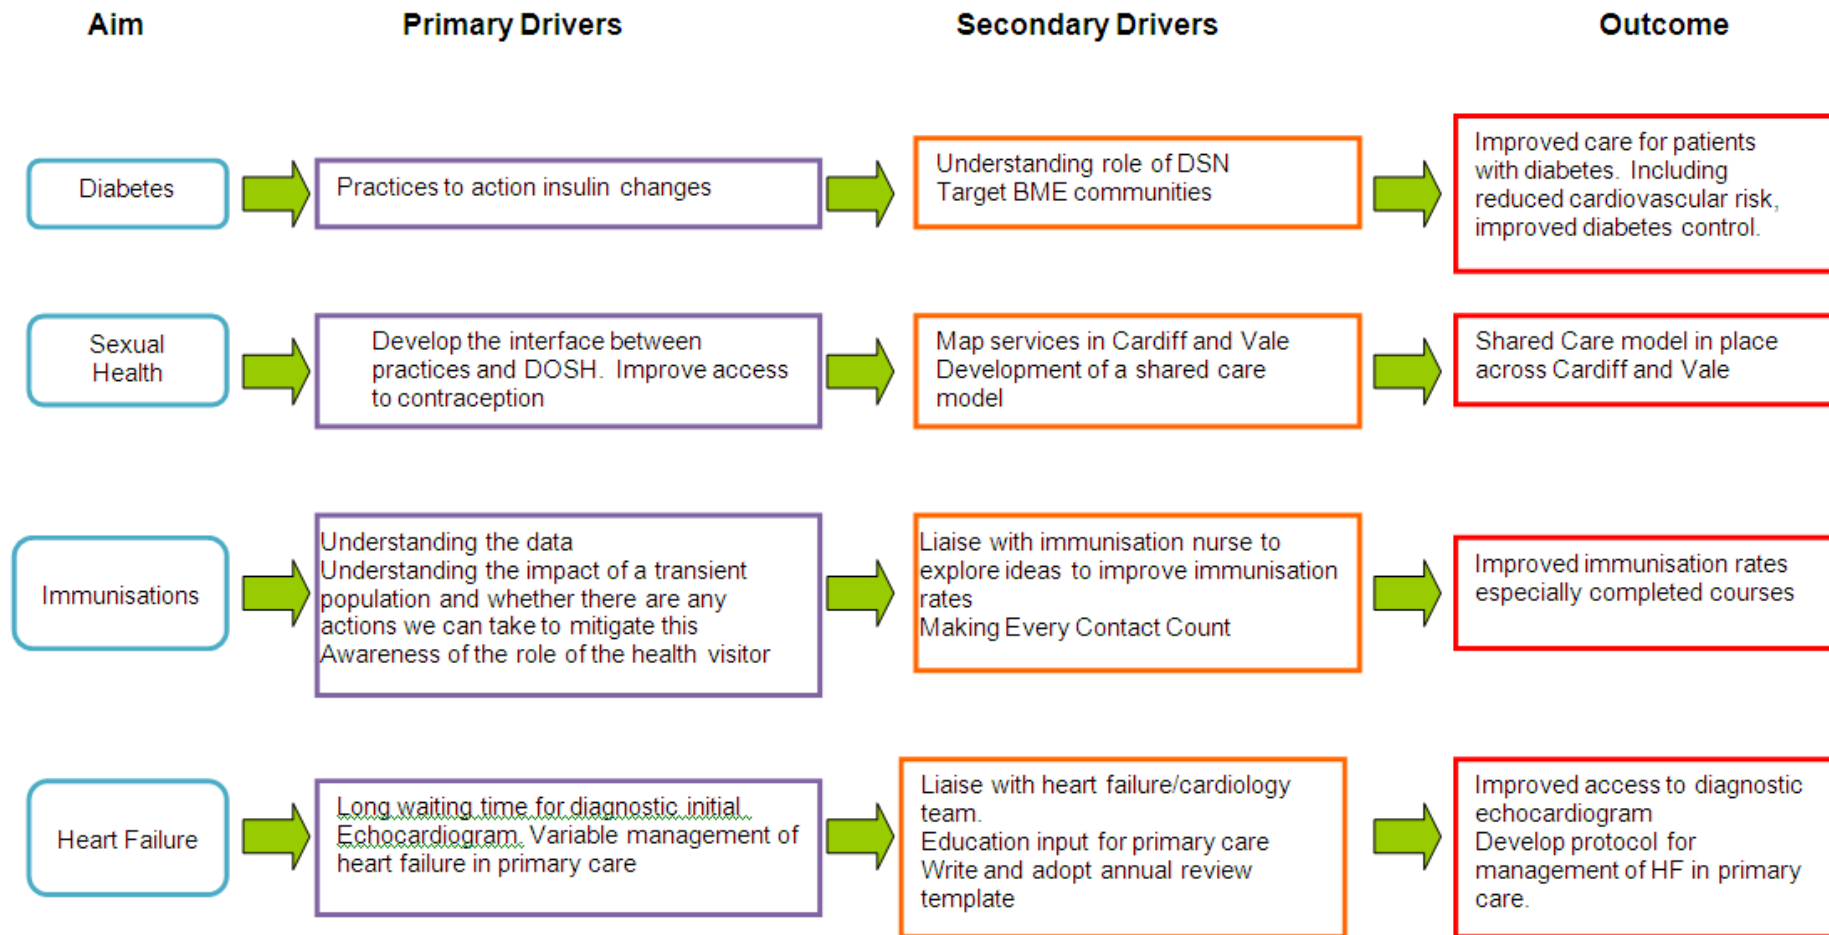 Aim
Primary Drivers
Secondary Drivers
Outcome
Diabetes
Practices to action insulin changes
Understanding role of DSN
Target BME communities
Improved care for patients
with diabetes. Including
reduced cardiovascular risk,
improved diabetes control.
Sexual
Health
Develop the interface between
practices and DOSH. Improve access
to contraception
Map services in Cardiff and Vale
Development of a shared care
model
Shared Care model in place
across Cardiff and Vale
Immunisations
Understanding the data
Understanding the impact of a transient
population and whether there are any
actions we can take to mitigate this
Awareness of the role of the health visitor
Liaise with immunisation nurse to
explore ideas to improve immunisation
rates
Making Every Contact Count
Improved immunisation rates
especially completed courses
Heart Failure
Long waiting time for diagnostic initial
Echocardiogram. Variable management of
heart failure in primary care
Liaise with heart failure/cardiology
team.
Education input for primary care
Write and adopt annual review
template
Improved access to diagnostic
echocardiogram
Develop protocol for
management of HF in primary
care.